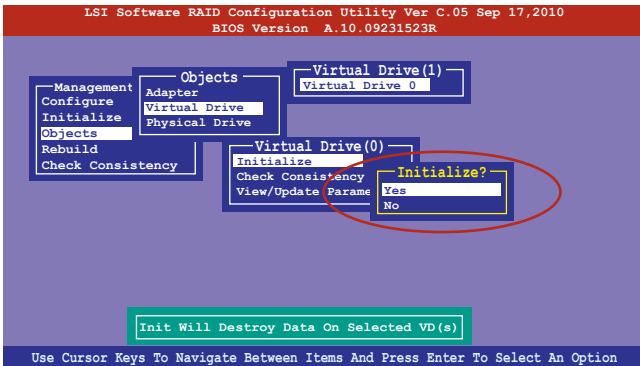 LSI Software RAID Configuration Utility Ver C.05 Sep 17,2010
BIOS Version A.10.09231523R
Management
Configure
Initialize
Objects
Rebuild
Check Consistency
Objects
Adapter
Virtual Drive
Physical Drive
Virtual Drive(1)
Virtual Drive 0
Virtual Drive(0)
Initialize
Check Consistency
View/Update Parame
Initialize?
Yes
No
Init Will Destroy Data On Selected VD(s)
Use Cursor Keys To Navigate Between Items And Press Enter To Select An Option